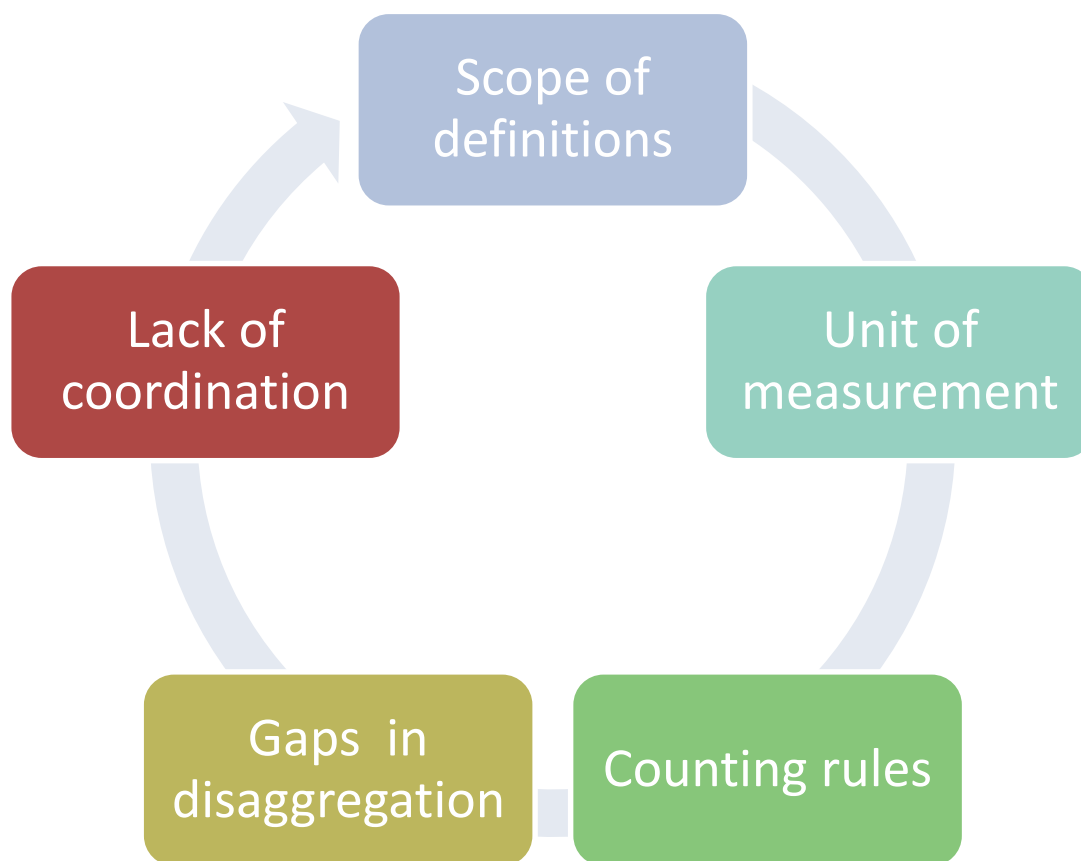 Scope of
definitions
Unit of
measurement
Counting rules
Gaps  in
disaggregation
Lack of
coordination